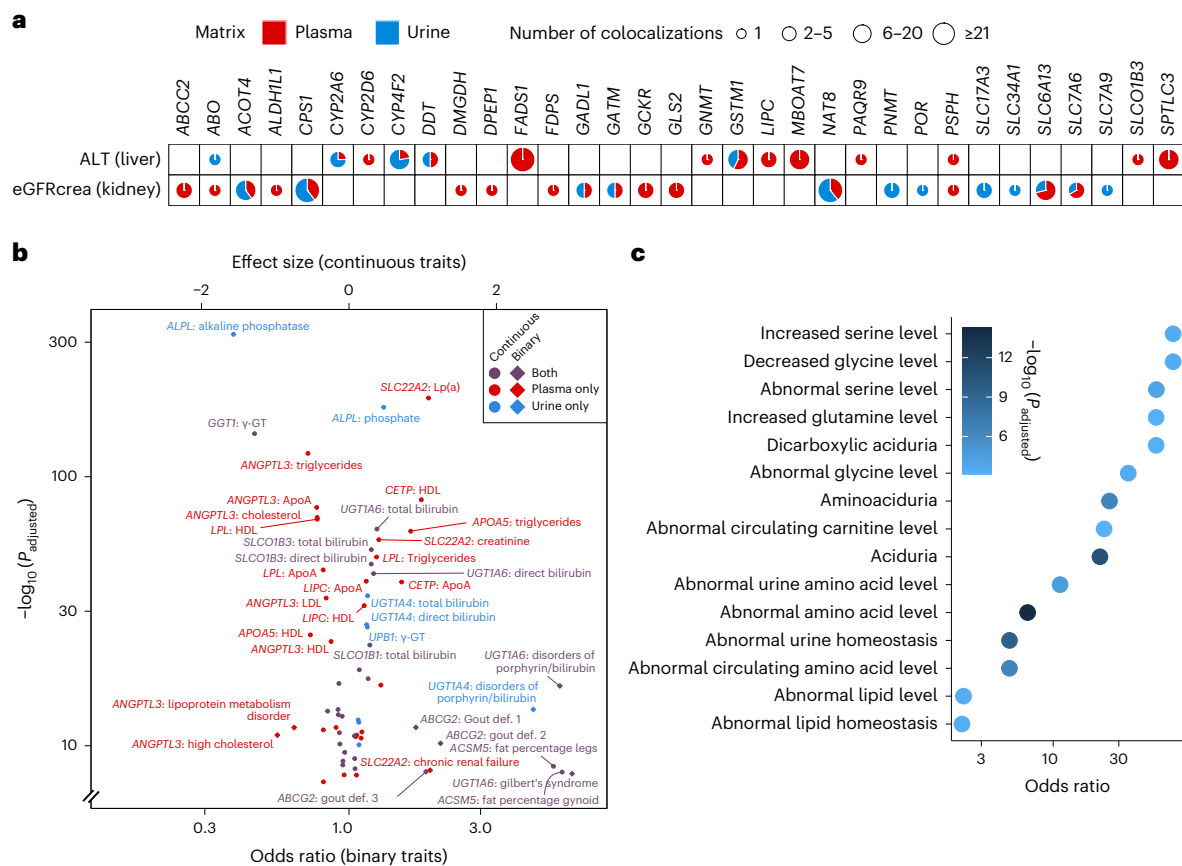 a
Matrix Plasma Urine Number of colocalizations 1 2–5 6–20 ≥21
ABCC2 ABO ACOT4 ALDH1L1 CPS1 CYP2A6 CYP2D6 CYP4F2 DDT DMGDH DPEP1 FADS1 FDPS GADL1 GATM GCKR GLS2 GNMT GSTM1 LIPC MBOAT7 NAT8 PAQR9 PNMT POR PSPH SLC17A3 SLC34A1 SLC6A13 SLC7A6 SLC7A9 SLCO1B3 SPTLC3
ALT (liver)
eGFRcrea (kidney)
b
Effect size (continuous traits)
−2 0 2
ALPL: alkaline phosphatase
300
Continuous
Binary
Both
Plasma only
Urine only
SLC22A2: Lp(a)
ALPL: phosphate
GGT1: γ-GT
ANGPTL3: triglycerides
100
CETP: HDL
ANGPTL3: ApoA
UGT1A6: total bilirubin
ANGPTL3: cholesterol
APOA5: triglycerides
LPL: HDL
SLCO1B3: total bilirubin
SLC22A2: creatinine
SLCO1B3: direct bilirubin
LPL: Triglycerides
LPL: ApoA
UGT1A6: direct bilirubin
LIPC: ApoA
CETP: ApoA
ANGPTL3: LDL
UGT1A4: total bilirubin
30
LIPC: HDL
UGT1A4: direct bilirubin
APOA5: HDL
UPB1: γ-GT
ANGPTL3: HDL
SLCO1B1: total bilirubin
UGT1A6: disorders of
porphyrin/bilirubin
UGT1A4: disorders of
porphyrin/bilirubin
ANGPTL3: lipoprotein metabolism
disorder
ABCG2: Gout def. 1
ANGPTL3: high cholesterol
ABCG2: gout def. 2
10
ACSM5: fat percentage legs
SLC22A2: chronic renal failure
UGT1A6: gilbert's syndrome
ABCG2: gout def. 3
ACSM5: fat percentage gynoid
−log10 (Padjusted)
0.3 1.0 3.0
Odds ratio (binary traits)
c
Increased serine level
Decreased glycine level
Abnormal serine level
Increased glutamine level
Dicarboxylic aciduria
Abnormal glycine level
Aminoaciduria
Abnormal circulating carnitine level
Aciduria
Abnormal urine amino acid level
Abnormal amino acid level
Abnormal urine homeostasis
Abnormal circulating amino acid level
Abnormal lipid level
Abnormal lipid homeostasis
12
9
6
−log10 (Padjusted)
3 10 30
Odds ratio